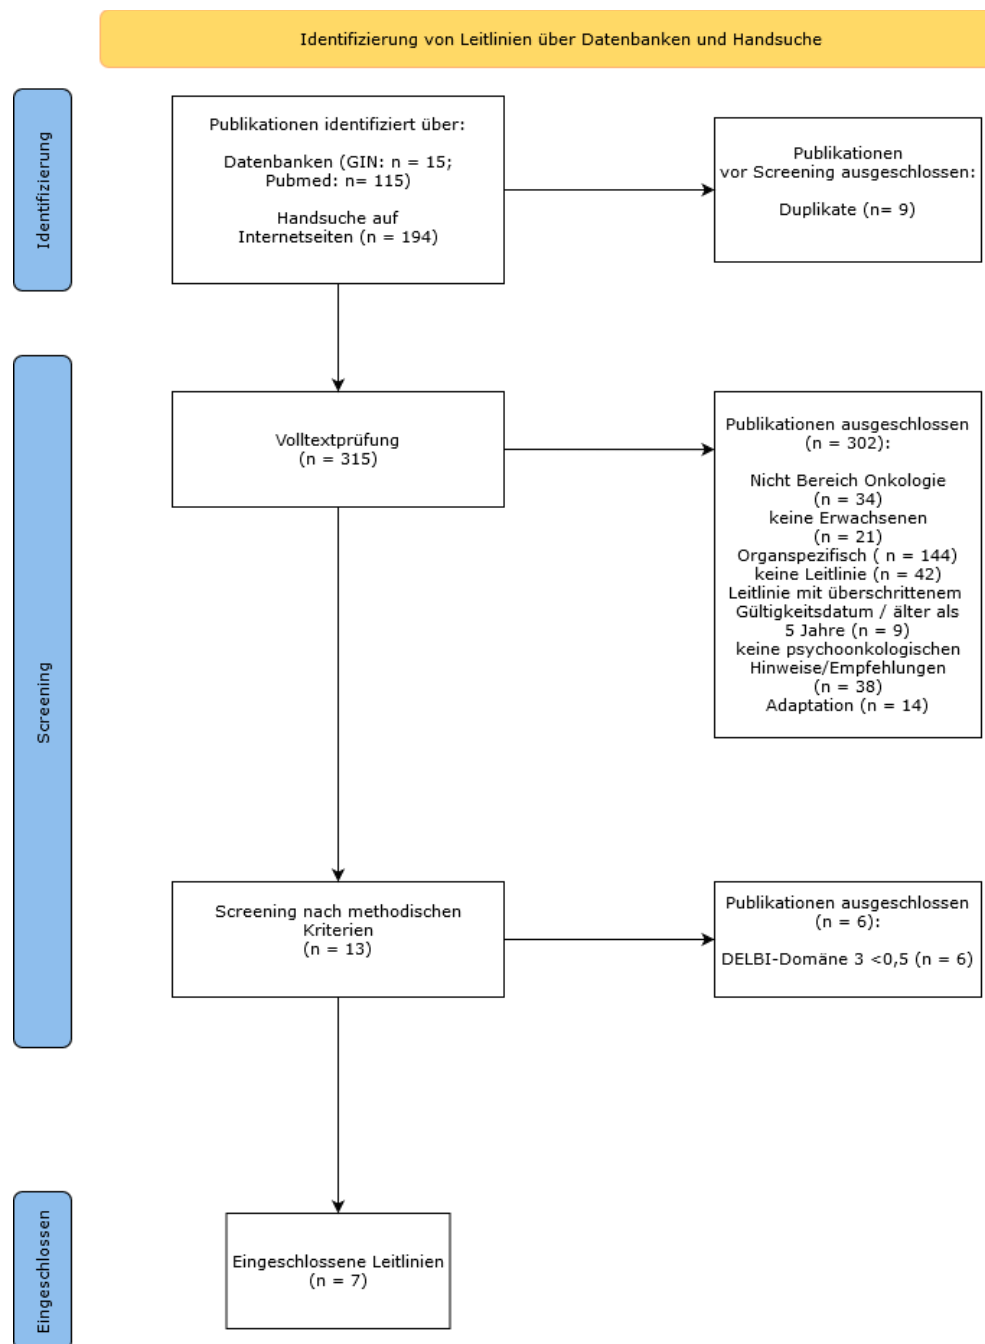 Identifizierung von Leitlinien über Datenbanken und Handsuche
Identifizierung
Publikationen identifiziert über:
Datenbanken (GIN: n = 15;
Pubmed: n= 115)
Handsuche auf
Internetseiten (n = 194)
Publikationen
vor Screening ausgeschlossen:
Duplikate (n= 9)
Screening
Volltextprüfung
(n = 315)
Publikationen ausgeschlossen
(n = 302):
Nicht Bereich Onkologie
(n = 34)
keine Erwachsenen
(n = 21)
Organspezifisch ( n = 144)
keine Leitlinie (n = 42)
Leitlinie mit überschrittenem
Gültigkeitsdatum / älter als
5 Jahre (n = 9)
keine psychoonkologischen
Hinweise/Empfehlungen
(n = 38)
Adaptation (n = 14)
Screening nach methodischen
Kriterien
(n = 13)
Publikationen ausgeschlossen
(n = 6):
DELBI-Domäne 3 <0,5 (n = 6)
Eingeschlossen
Eingeschlossene Leitlinien
(n = 7)